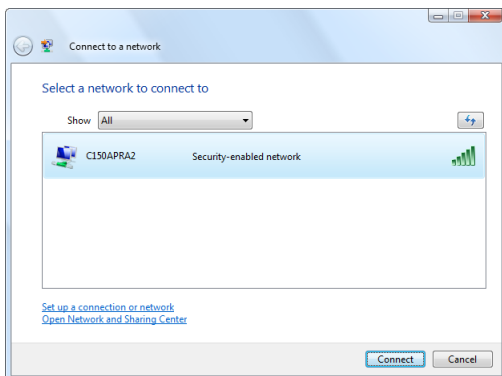 Connect to a network
Select a network to connect to
Show All
C150APRA2 Security-enabled network
Set up a connection or network
Open Network and Sharing Center
Connect Cancel